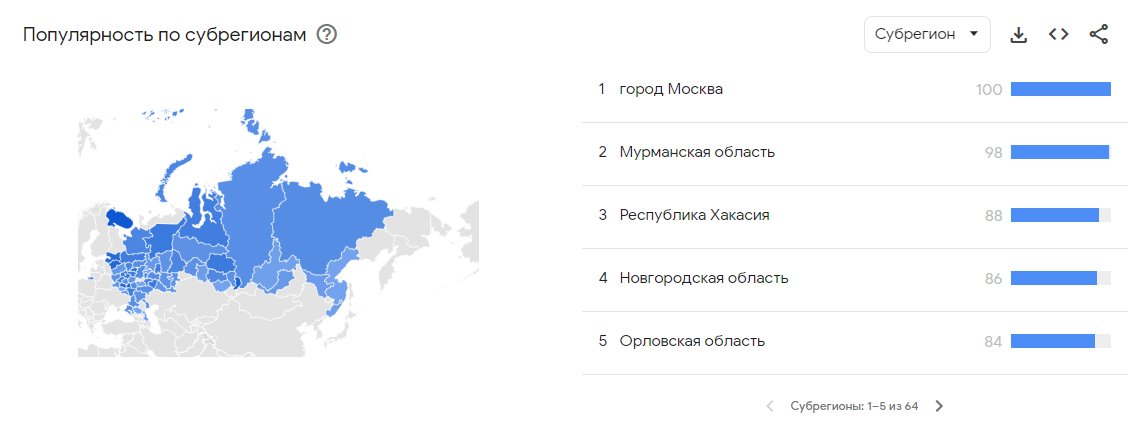 Популярность по субрегионам
Субрегион
1 город Москва 100
2 Мурманская область 98
3 Республика Хакасия 88
4 Новгородская область 86
5 Орловская область 84
Субрегионы: 1–5 из 64